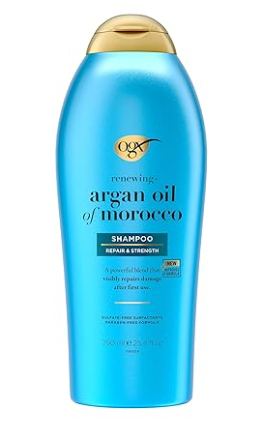 ogx
renewing+
argan oil
of morocco
SHAMPOO
REPAIR & STRENGTH
A powerful blend that
visibly repairs damage
after first use.
NEW
SULFATE-FREE SURFACTANTS
PARABEN-FREE FORMULA